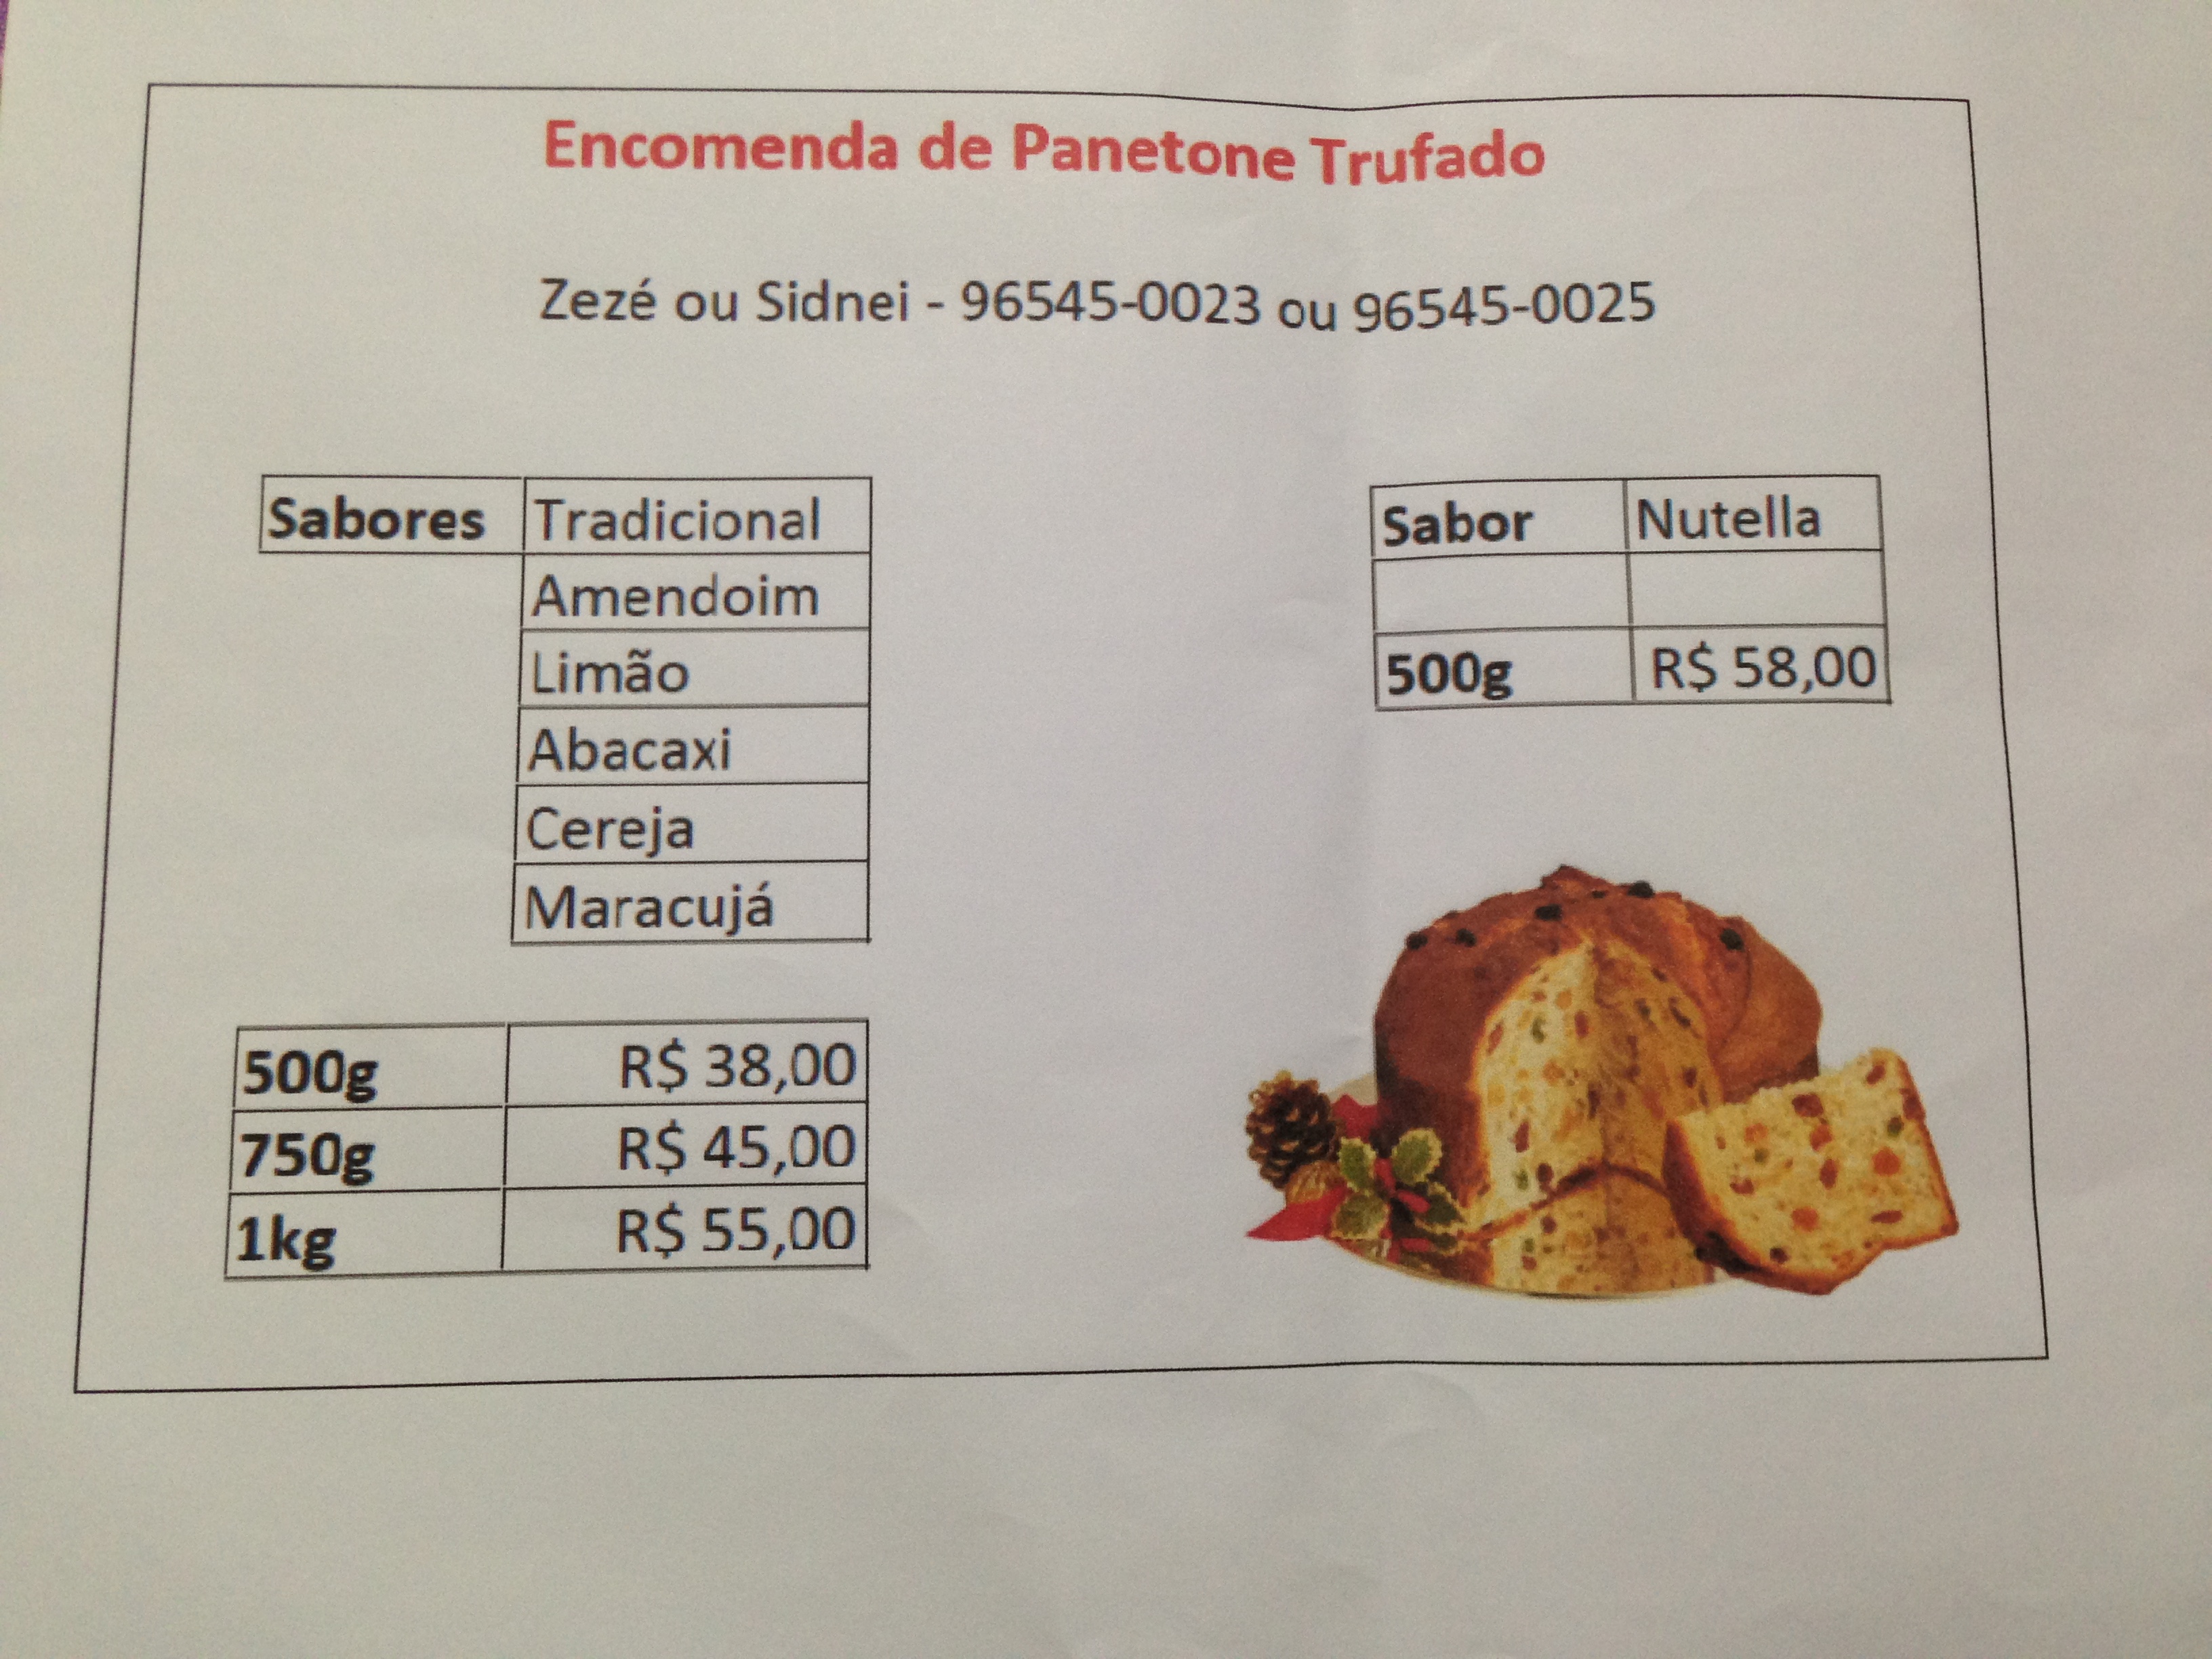 Encomenda de Panetone Trufado
Zezé ou Sidnei - 96545-0023 ou 96545-0025
Sabores Tradicional
Amendoim
Limão
Abacaxi
Cereja
Maracujá
500g R$ 38,00
750g R$ 45,00
1kg R$ 55,00
Sabor Nutella
500g R$ 58,00